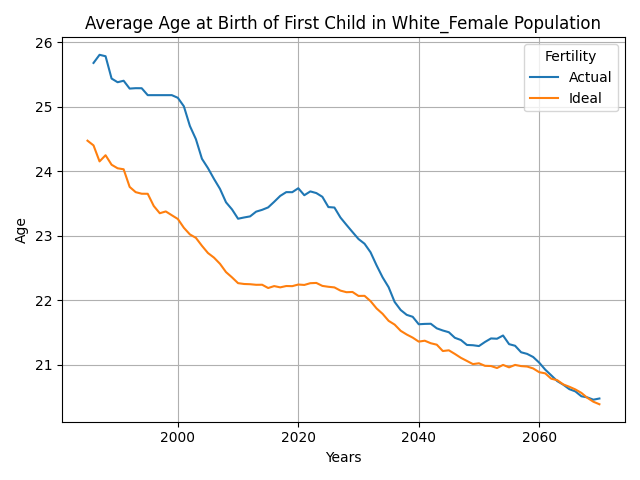 Average Age at Birth of First Child in White_Female Population
Fertility
Actual
Ideal
26
25
24
23
22
21
Age
2000
2020
2040
2060
Years